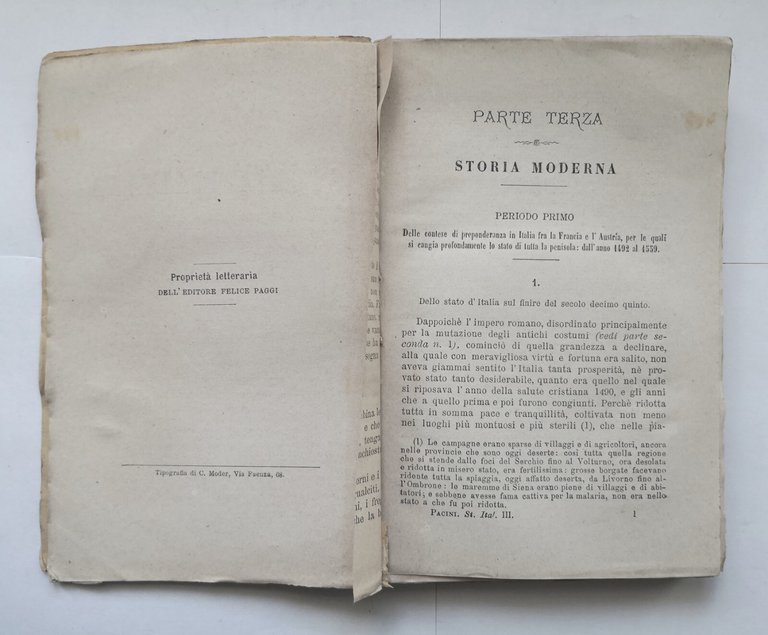 Proprietà letteraria
DELL'EDITORE FELICE PAGGI
Tipografia di C. Moder, Via Faenza, 68.
hina le
e che
tenga
nchiost
orni e i
i, i fre
che la l
PARTE TERZA
STORIA MODERNA
PERIODO PRIMO
Delle contese di preponderanza in Italia fra la Francia e l'Austria, per le quali
si cangia profondamente lo stato di tutta la penisola: dall'anno 1492 al 1559.
1.
Dello stato d'Italia sul finire del secolo decimo quinto.
Dappoichè l'impero romano, disordinato principalmente
per la mutazione degli antichi costumi (vedi parte se-
conda n. 1), cominciò di quella grandezza a declinare,
alla quale con meravigliosa virtù e fortuna era salito, non
aveva giammai sentito l'Italia tanta prosperità, nè pro-
vato stato tanto desiderabile, quanto era quello nel quale
si riposava l'anno della salute cristiana 1490, e gli anni
che a quello prima e poi furono congiunti. Perchè ridotta
tutta in somma pace e tranquillità, coltivata non meno
nei luoghi più montuosi e più sterili (1), che nelle pia-
(1) Le campagne erano sparse di villaggi e di agricoltori, ancora
nelle provincie che sono oggi deserte: così tutta quella regione
che si stende dalle foci del Serchio fino al Volturno, ora desolata
e ridotta in misero stato, era fertilissima: grosse borgate facevano
ridente tutta la spiaggia, oggi affatto deserta, da Livorno fino al-
l'Ombrone: le maremme di Siena erano piene di villaggi e di abi-
tatori; e sebbene avesse fama cattiva per la malaria, non era nello
stato a che fu poi ridotta.
PACINI. St. Ital. III. 1